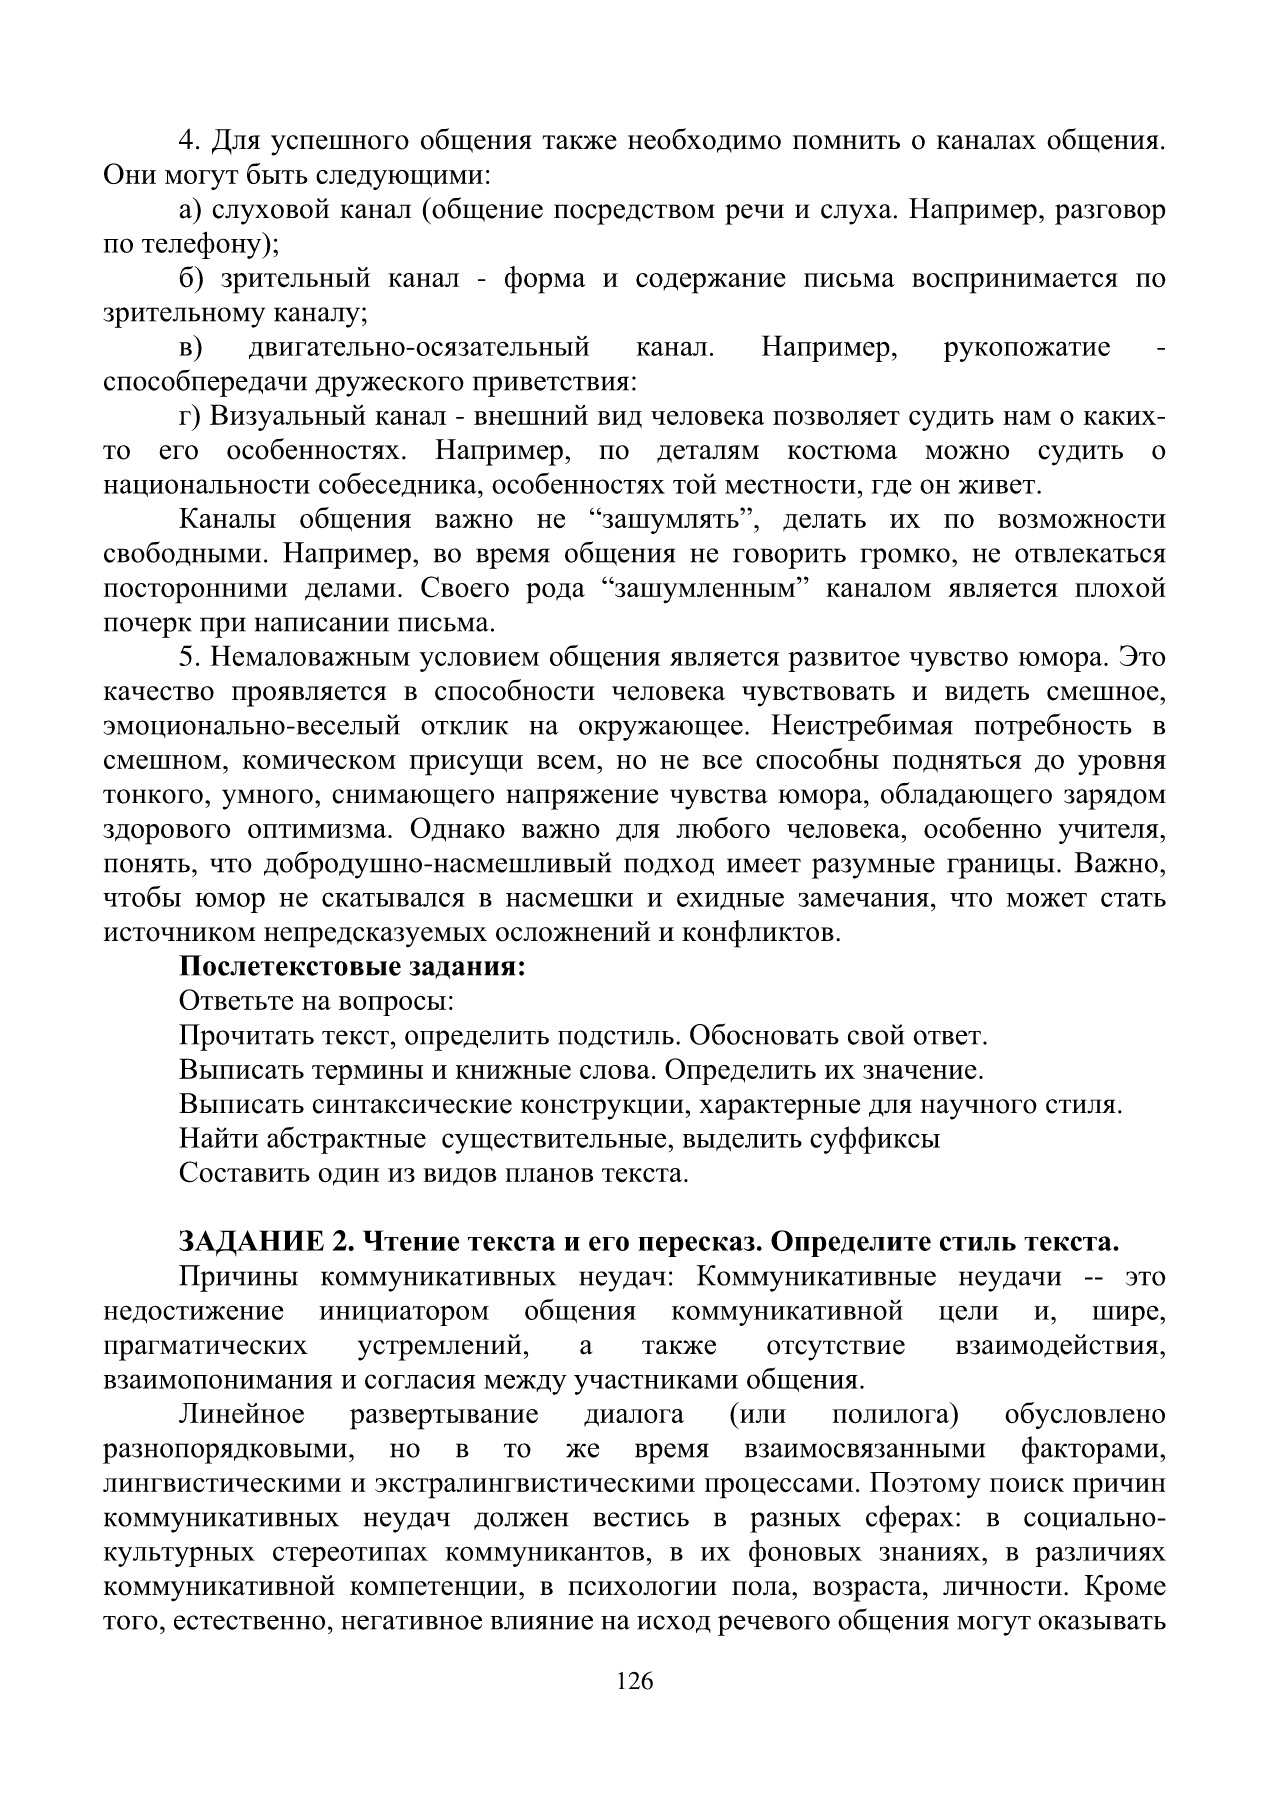 4. Для успешного общения также необходимо помнить о каналах общения.
Они могут быть следующими:
а) слуховой канал (общение посредством речи и слуха. Например, разговор
по телефону);
б) зрительный канал - форма и содержание письма воспринимается по
зрительному каналу;
в) двигательно-осязательный канал. Например, рукопожатие -
способпередачи дружеского приветствия:
г) Визуальный канал - внешний вид человека позволяет судить нам о каких-
то его особенностях. Например, по деталям костюма можно судить о
национальности собеседника, особенностях той местности, где он живет.
Каналы общения важно не “зашумлять”, делать их по возможности
свободными. Например, во время общения не говорить громко, не отвлекаться
посторонними делами. Своего рода “зашумленным” каналом является плохой
почерк при написании письма.
5. Немаловажным условием общения является развитое чувство юмора. Это
качество проявляется в способности человека чувствовать и видеть смешное,
эмоционально-веселый отклик на окружающее. Неистребимая потребность в
смешном, комическом присущи всем, но не все способны подняться до уровня
тонкого, умного, снимающего напряжение чувства юмора, обладающего зарядом
здорового оптимизма. Однако важно для любого человека, особенно учителя,
понять, что добродушно-насмешливый подход имеет разумные границы. Важно,
чтобы юмор не скатывался в насмешки и ехидные замечания, что может стать
источником непредсказуемых осложнений и конфликтов.
Послетекстовые задания:
Ответьте на вопросы:
Прочитать текст, определить подстиль. Обосновать свой ответ.
Выписать термины и книжные слова. Определить их значение.
Выписать синтаксические конструкции, характерные для научного стиля.
Найти абстрактные  существительные, выделить суффиксы
Составить один из видов планов текста.
ЗАДАНИЕ 2. Чтение текста и его пересказ. Определите стиль текста.
Причины коммуникативных неудач: Коммуникативные неудачи -- это
недостижение инициатором общения коммуникативной цели и, шире,
прагматических устремлений, а также отсутствие взаимодействия,
взаимопонимания и согласия между участниками общения.
Линейное развертывание диалога (или полилога) обусловлено
разнопорядковыми, но в то же время взаимосвязанными факторами,
лингвистическими и экстралингвистическими процессами. Поэтому поиск причин
коммуникативных неудач должен вестись в разных сферах: в социально-
культурных стереотипах коммуникантов, в их фоновых знаниях, в различиях
коммуникативной компетенции, в психологии пола, возраста, личности. Кроме
того, естественно, негативное влияние на исход речевого общения могут оказывать
126